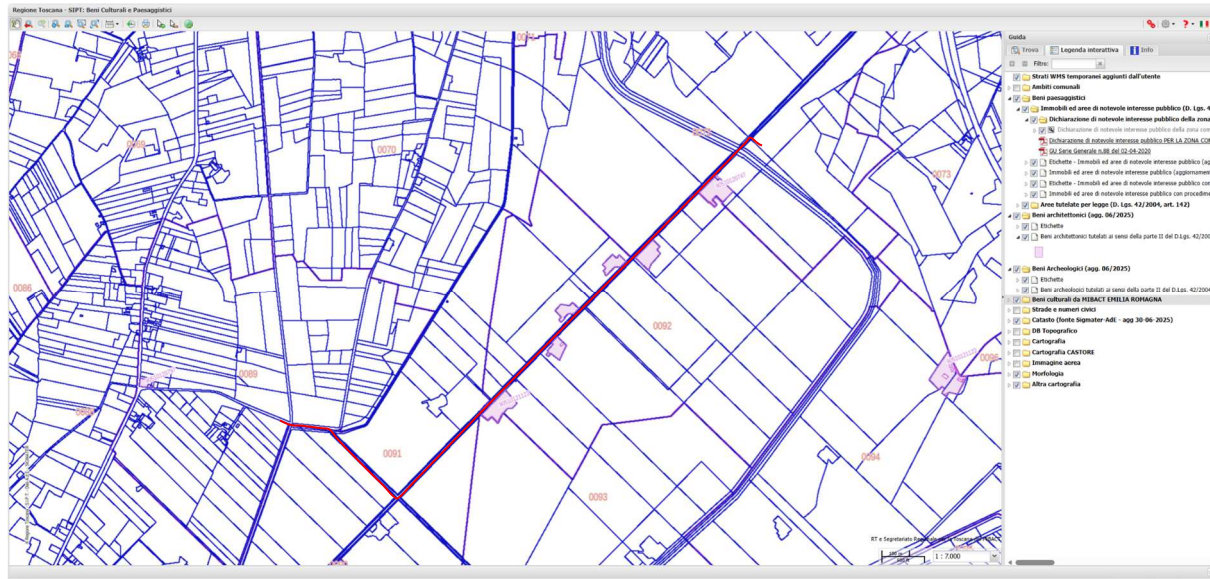 Regione Toscana - SIPT: Beni Culturali e Paesaggistici
Guida
Trova
Legenda interattiva
Info
Filtro:
Strati WMS temporanei aggiunti dall'utente
Ambiti comunali
Beni paesaggistici
Immobili ed aree di notevole interesse pubblico (D. Lgs. 4
Dichiarazione di notevole interesse pubblico della zona
Dichiarazione di notevole interesse pubblico della zona com
Dichiarazione di notevole interesse pubblico PER LA ZONA COM
GU Serie Generale n.88 del 02-04-2020
Etichette - Immobili ed aree di notevole interesse pubblico (ag
Immobili ed aree di notevole interesse pubblico (aggiornamen
Etichette - Immobili ed aree di notevole interesse pubblico con
Immobili ed aree di notevole interesse pubblico con procedime
Aree tutelate per legge (D. Lgs. 42/2004, art. 142)
Beni architettonici (agg. 06/2025)
Etichette
Beni architettonici tutelati ai sensi della parte II del D.Lgs. 42/200
Beni Archeologici (agg. 06/2025)
Etichette
Beni archeologici tutelati ai sensi della parte II del D.Lgs. 42/2004
Beni culturali da MIBACT EMILIA ROMAGNA
Strade e numeri civici
Catasto (fonte Sigmater-AdE - agg 30-06-2025)
DB Topografico
Cartografia
Cartografia CASTORE
Immagine aerea
Morfologia
Altra cartografia
0071
0069
0070
0073
0086
0092
0096
0089
0091
0094
0093
1 : 7.000